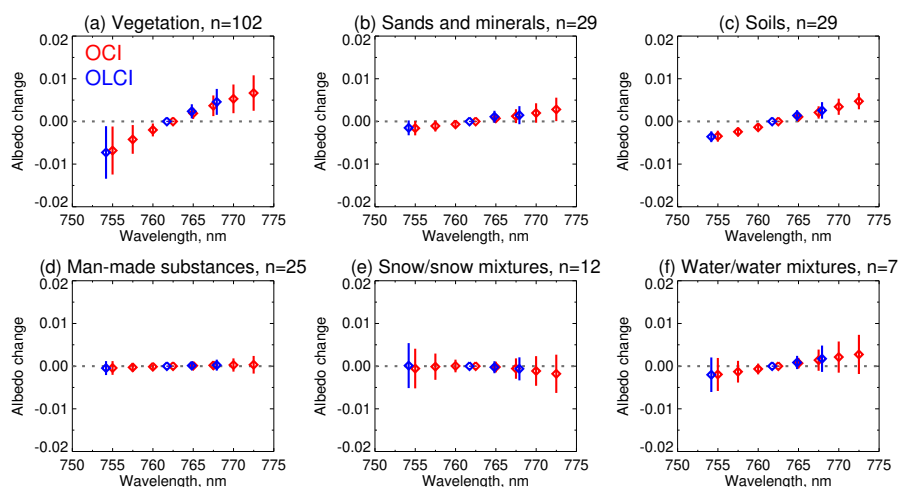 (a) Vegetation, n=102
(b) Sands and minerals, n=29
(c) Soils, n=29
0.02
0.01
0.00
-0.01
-0.02
Albedo change
OCI
OLCI
750 755 760 765 770 775
Wavelength, nm
0.02
0.01
0.00
-0.01
-0.02
Albedo change
750 755 760 765 770 775
Wavelength, nm
0.02
0.01
0.00
-0.01
-0.02
Albedo change
750 755 760 765 770 775
Wavelength, nm
(d) Man-made substances, n=25
(e) Snow/snow mixtures, n=12
(f) Water/water mixtures, n=7
0.02
0.01
0.00
-0.01
-0.02
Albedo change
750 755 760 765 770 775
Wavelength, nm
0.02
0.01
0.00
-0.01
-0.02
Albedo change
750 755 760 765 770 775
Wavelength, nm
0.02
0.01
0.00
-0.01
-0.02
Albedo change
750 755 760 765 770 775
Wavelength, nm